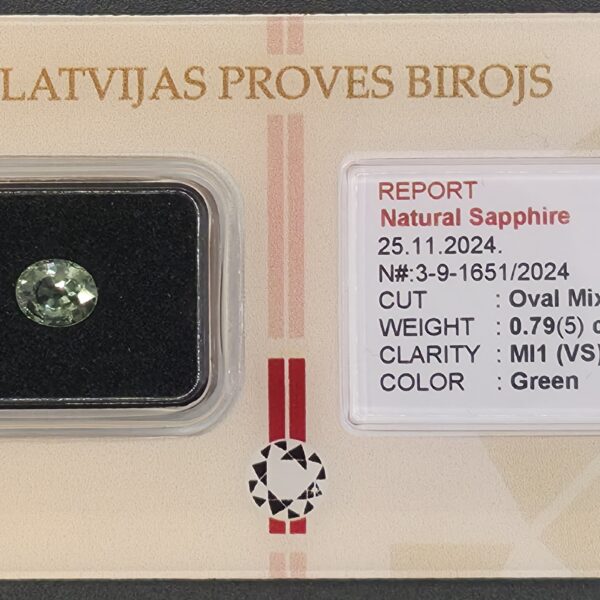 LATVIJAS PROVES BIROJS
REPORT
Natural Sapphire
25.11.2024.
N#:3-9-1651/2024
CUT : Oval Mix
WEIGHT : 0.79(5) c
CLARITY : MI1 (VS)
COLOR : Green